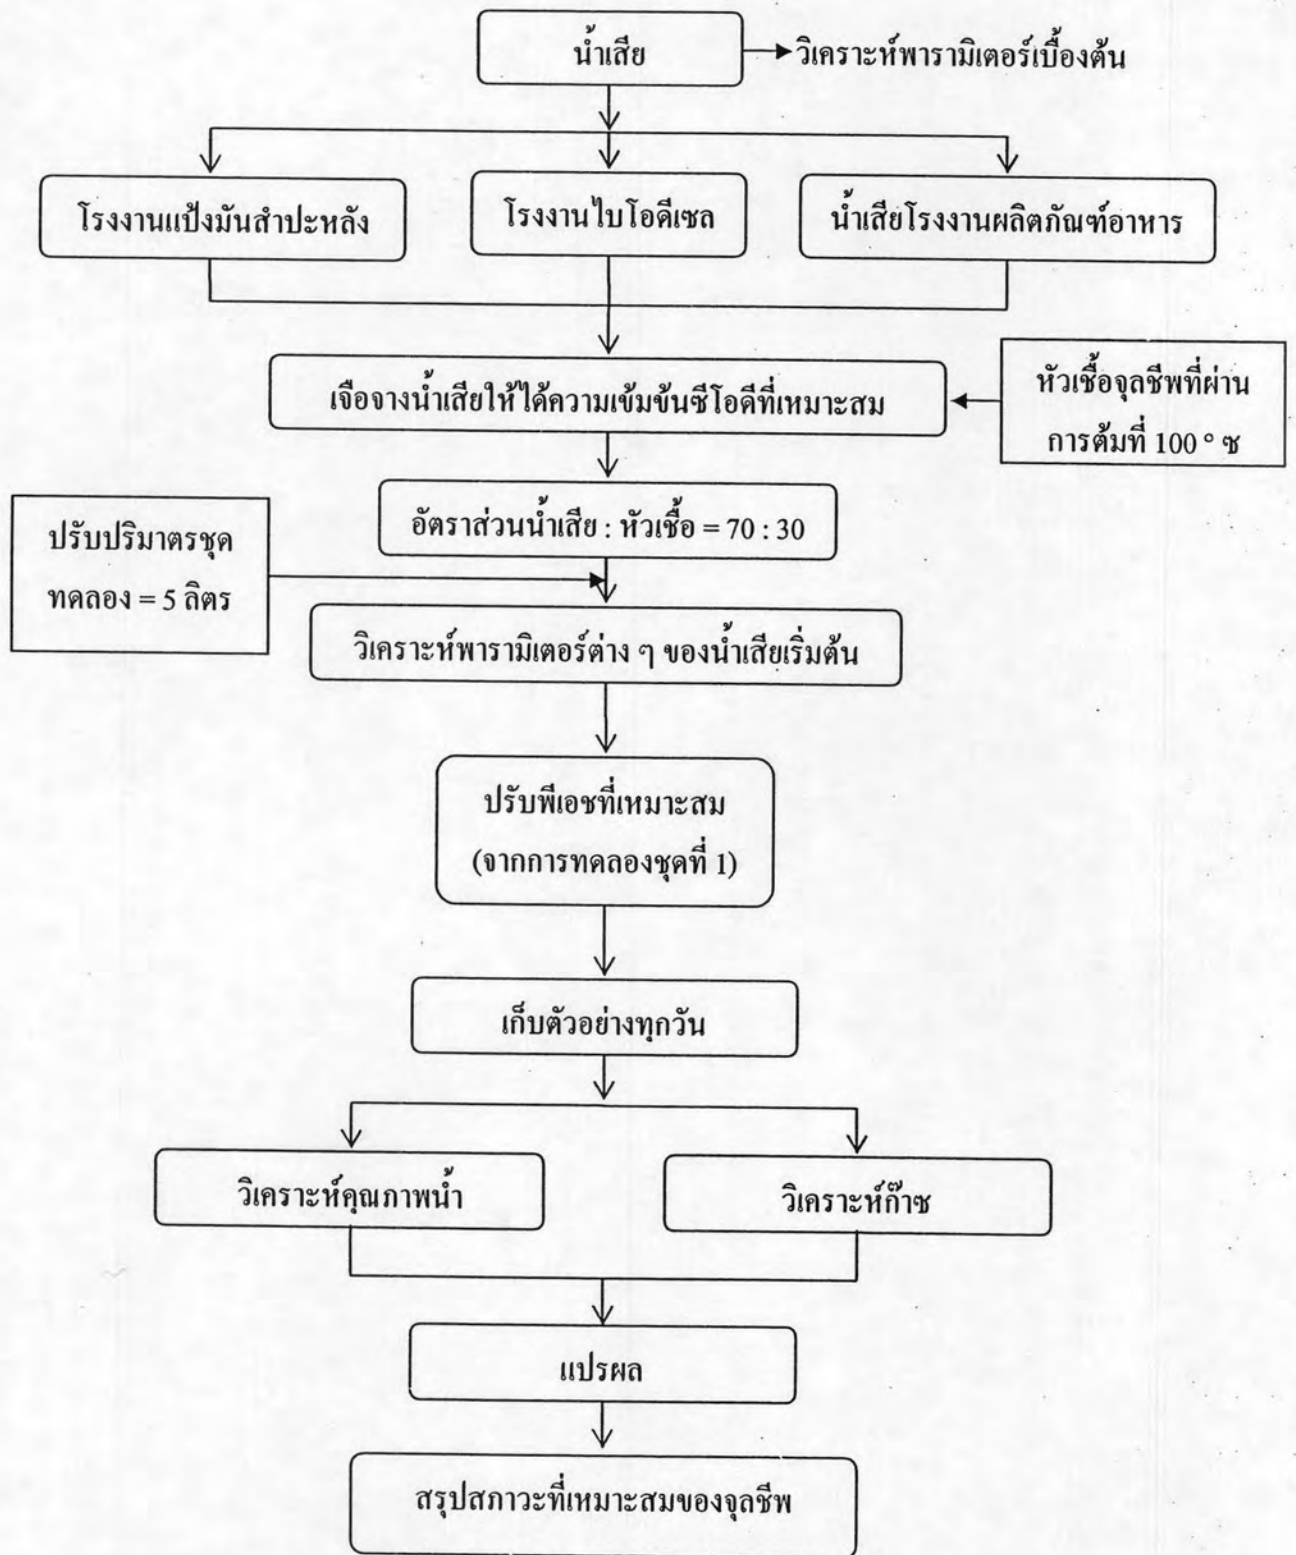 น้ำเสีย
วิเคราะห์พารามิเตอร์เบื้องต้น
โรงงานแป้งมันสำปะหลัง
โรงงานไบโอดีเซล
น้ำเสียโรงงานผลิตภัณฑ์อาหาร
เจือจางน้ำเสียให้ได้ความเข้มข้นซีโอดีที่เหมาะสม
หัวเชื้อจุลชีพที่ผ่าน
การต้มที่ 100 ° ซ
อัตราส่วนน้ำเสีย : หัวเชื้อ = 70 : 30
ปรับปริมาตรชุด
ทดลอง = 5 ลิตร
วิเคราะห์พารามิเตอร์ต่าง ๆ ของน้ำเสียเริ่มต้น
ปรับพีเอชที่เหมาะสม
(จากการทดลองชุดที่ 1)
เก็บตัวอย่างทุกวัน
วิเคราะห์คุณภาพน้ำ
วิเคราะห์ก๊าซ
แปรผล
สรุปสภาวะที่เหมาะสมของจุลชีพ